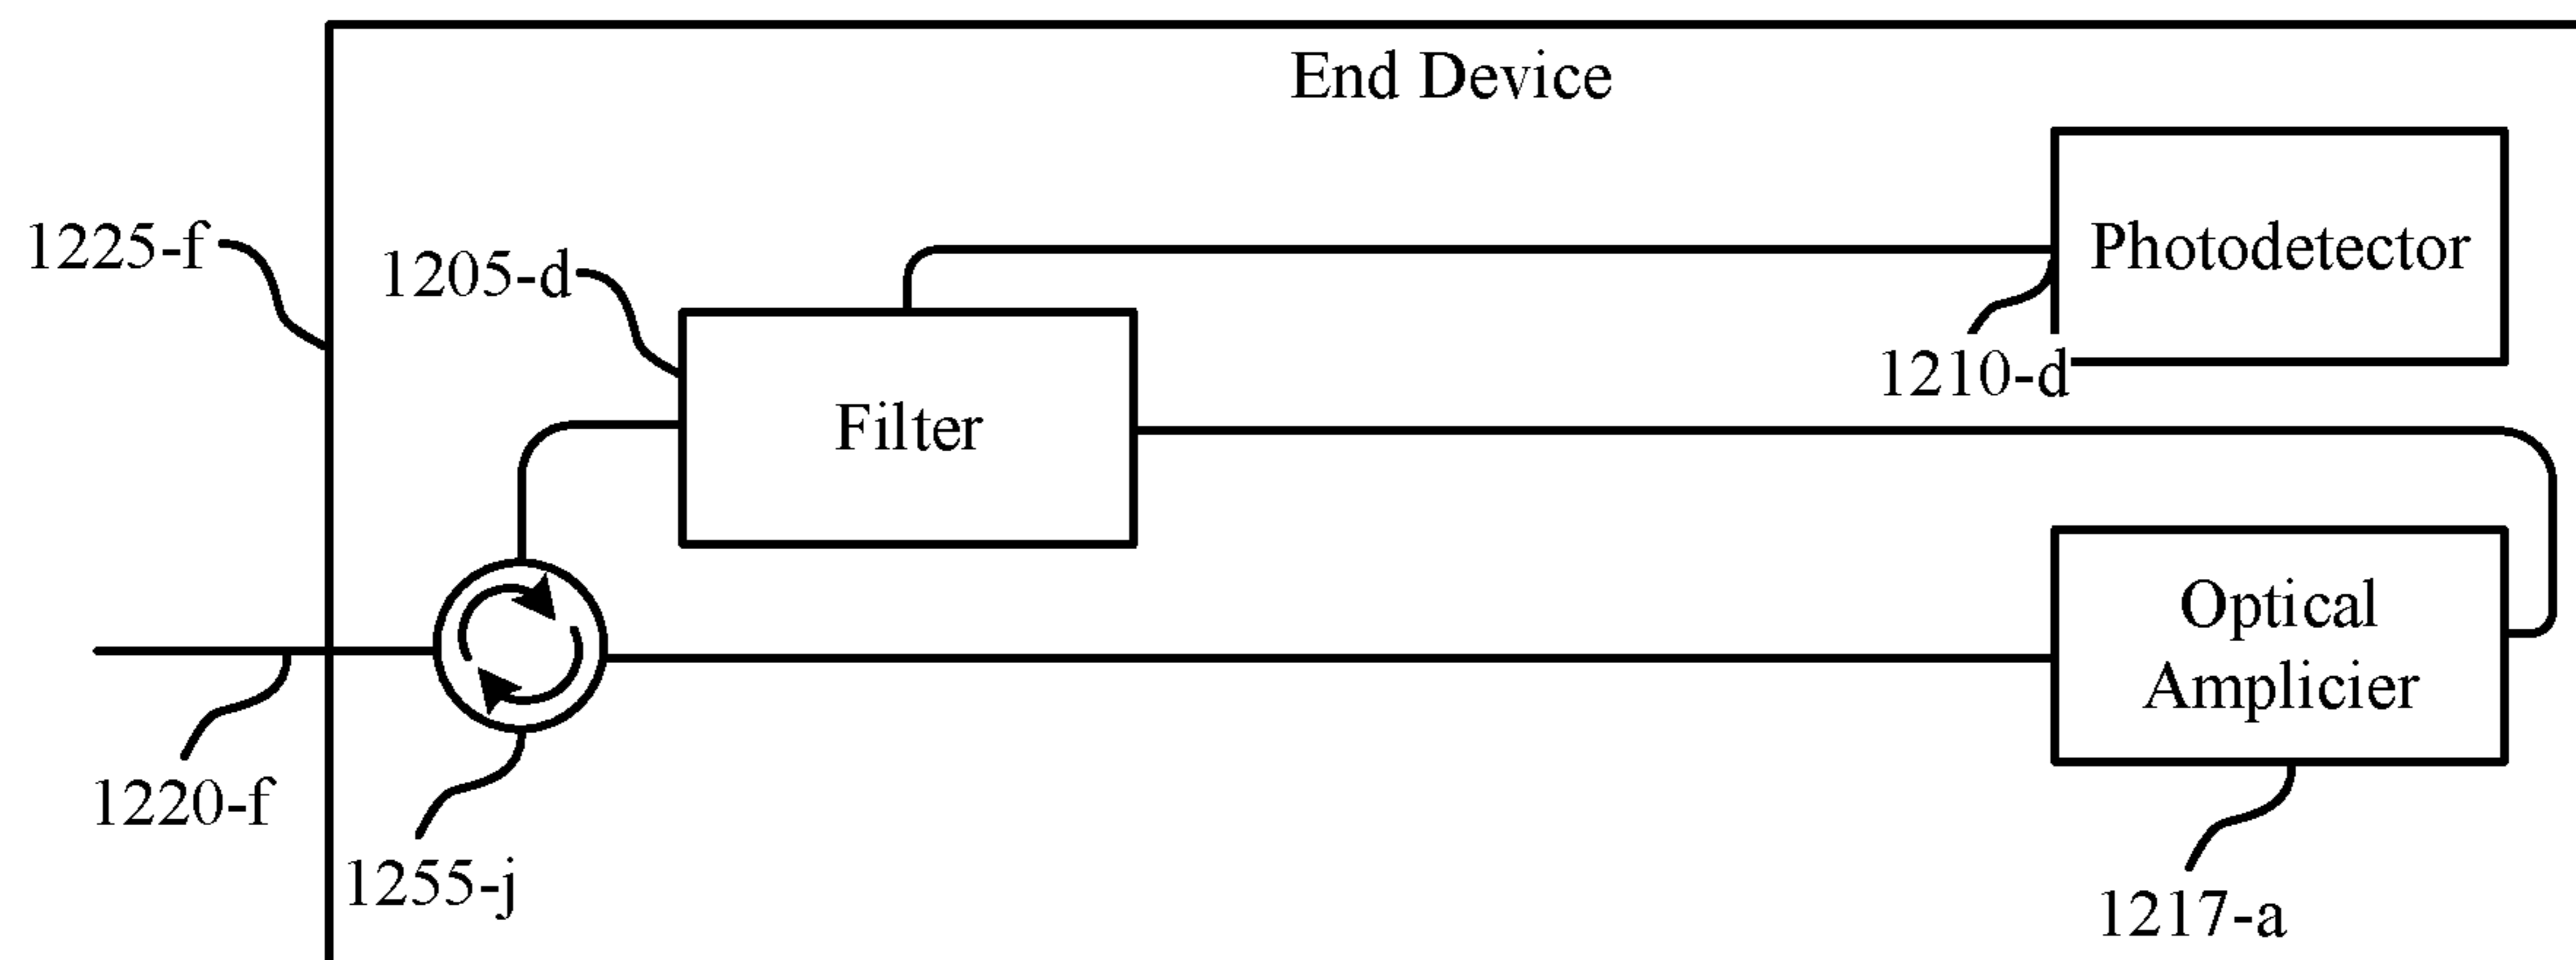 End Device
1225-f
1205-d
Photodetector
1210-d
Filter
Optical
Amplicier
1220-f
1255-j
1217-a